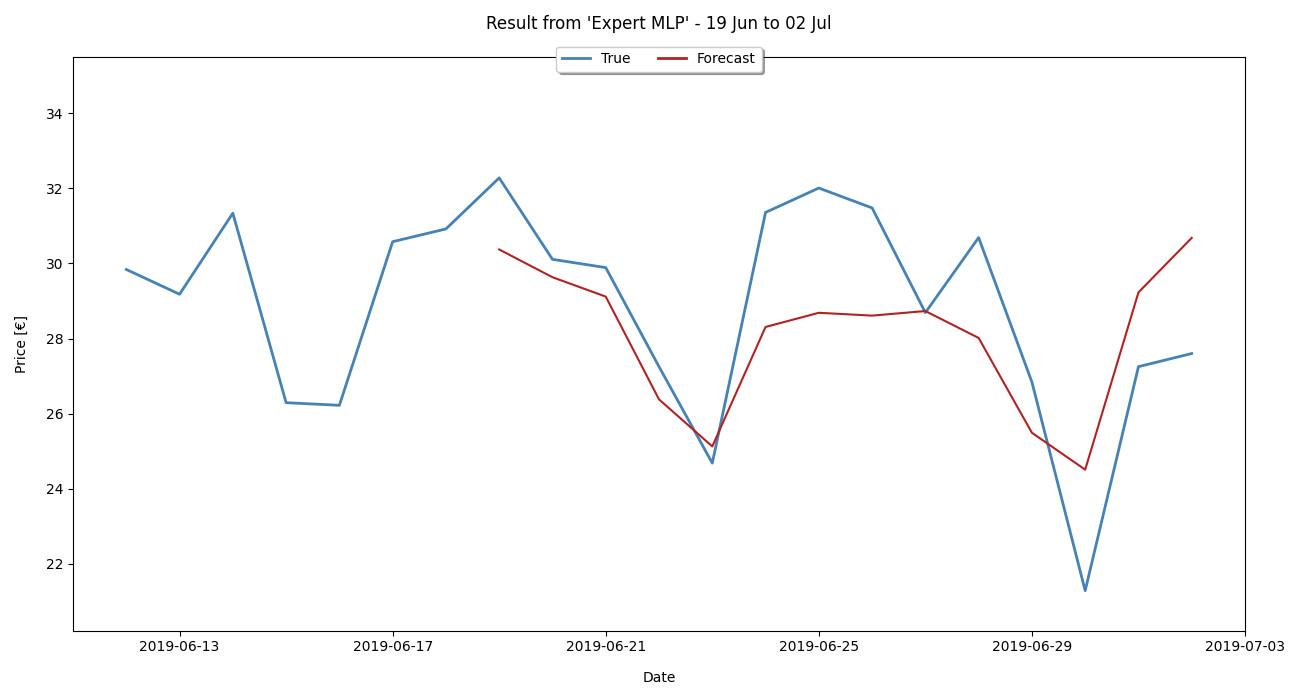 Result from 'Expert MLP' - 19 Jun to 02 Jul
True Forecast
34
32
30
28
26
24
22
Price [€]
2019-06-13 2019-06-17 2019-06-21 2019-06-25 2019-06-29 2019-07-03
Date